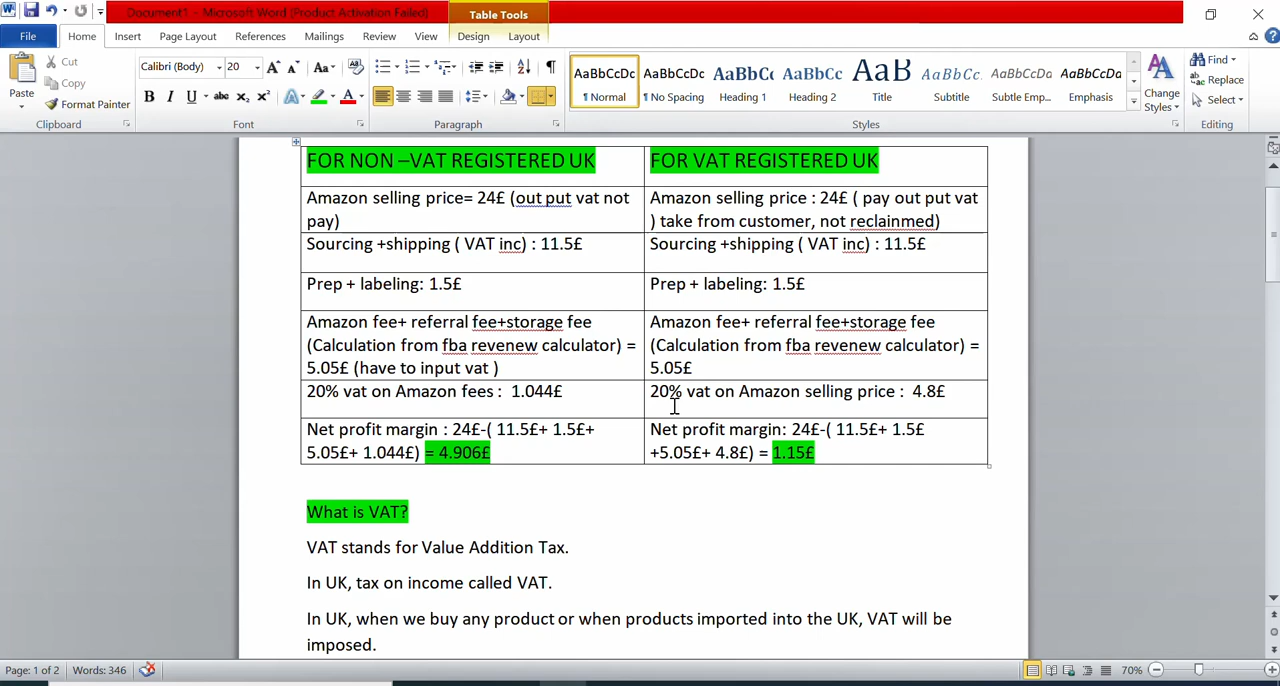 Document1 - Microsoft Word (Product Activation Failed)
Table Tools
File
Home
Insert
Page Layout
References
Mailings
Review
View
Design
Layout
Paste
Cut
Copy
Format Painter
Clipboard
Calibri (Body)
20
Font
Paragraph
AaBbCcDc
¶ Normal
AaBbCcDc
¶ No Spacing
AaBbCc
Heading 1
AaBbCc
Heading 2
AaB
Title
AaBbCc.
Subtitle
AaBbCcDc
Subtle Emp...
AaBbCcDc
Emphasis
Styles
Change
Styles
Find
Replace
Select
Editing
FOR NON –VAT REGISTERED UK
FOR VAT REGISTERED UK
Amazon selling price= 24£ (out put vat not
pay)
Amazon selling price : 24£ ( pay out put vat
) take from customer, not reclainmed)
Sourcing +shipping ( VAT inc) : 11.5£
Sourcing +shipping ( VAT inc) : 11.5£
Prep + labeling: 1.5£
Prep + labeling: 1.5£
Amazon fee+ referral fee+storage fee
(Calculation from fba revenew calculator) =
5.05£ (have to input vat )
Amazon fee+ referral fee+storage fee
(Calculation from fba revenew calculator) =
5.05£
20% vat on Amazon fees : 1.044£
20% vat on Amazon selling price : 4.8£
Net profit margin : 24£-( 11.5£+ 1.5£+
5.05£+ 1.044£) = 4.906£
Net profit margin: 24£-( 11.5£+ 1.5£
+5.05£+ 4.8£) = 1.15£
What is VAT?
VAT stands for Value Addition Tax.
In UK, tax on income called VAT.
In UK, when we buy any product or when products imported into the UK, VAT will be
imposed.
Page: 1 of 2
Words: 346
70%